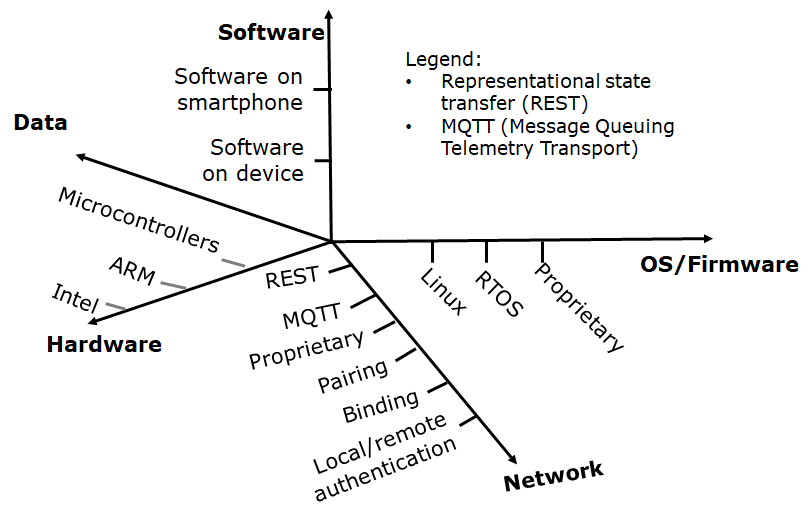 Software
Software on
smartphone
Software
on device
Legend:
• Representational state
transfer (REST)
• MQTT (Message Queuing
Telemetry Transport)
Data
Microcontrollers
ARM
Intel
Hardware
OS/Firmware
Linux
RTOS
Proprietary
REST
MQTT
Proprietary
Pairing
Binding
Local/remote
authentication
Network